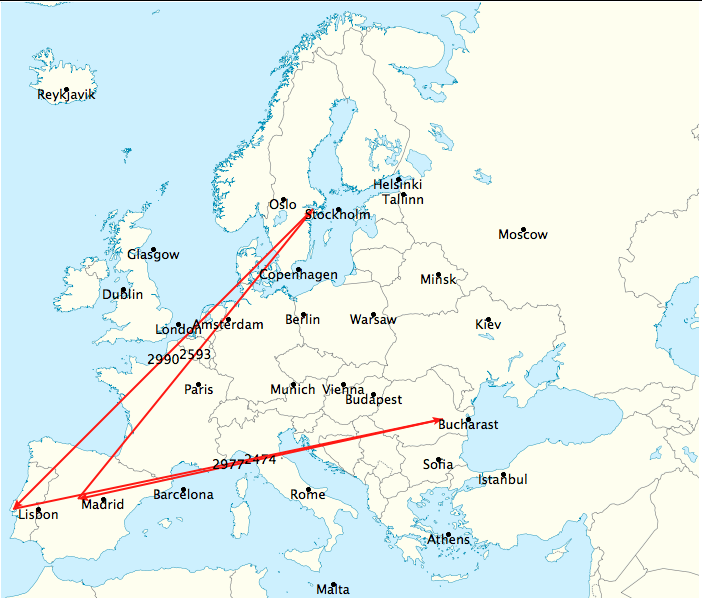 Reykjavik
Helsinki
Tallinn
Oslo
Stockholm
Moscow
Glasgow
Copenhagen
Minsk
Dublin
London
Amsterdam
Berlin
Warsaw
Kiev
2990
2593
Paris
Munich
Vienna
Budapest
Bucharast
2977
2474
Sofia
Istanbul
Lisbon
Madrid
Barcelona
Rome
Athens
Malta